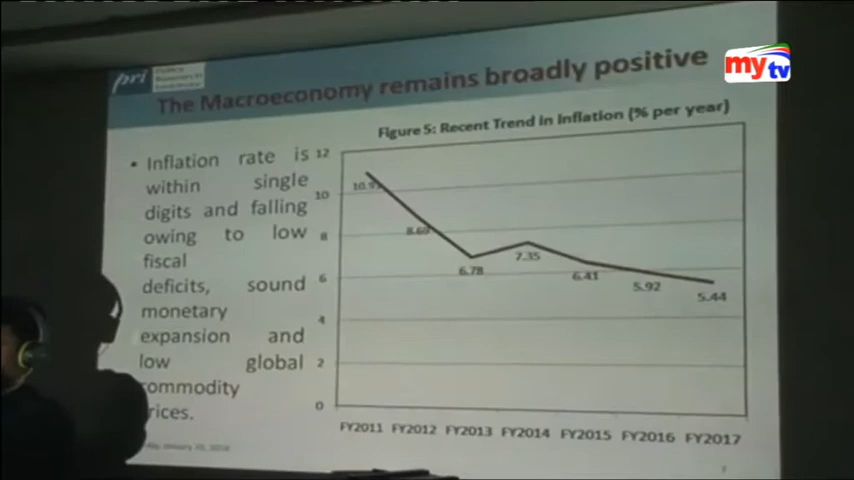 my
tv
pri
The Macroeconomy remains broadly positive
• Inflation rate is
within single
digits and falling
owing to low
fiscal
deficits, sound
monetary
expansion and
low global
commodity
Figure 5: Recent Trend in Inflation (% per year)
12
10
8
6
4
2
0
8.69
6.78
7.35
6.41
5.92
5.44
FY2011 FY2012 FY2013 FY2014 FY2015 FY2016 FY2017